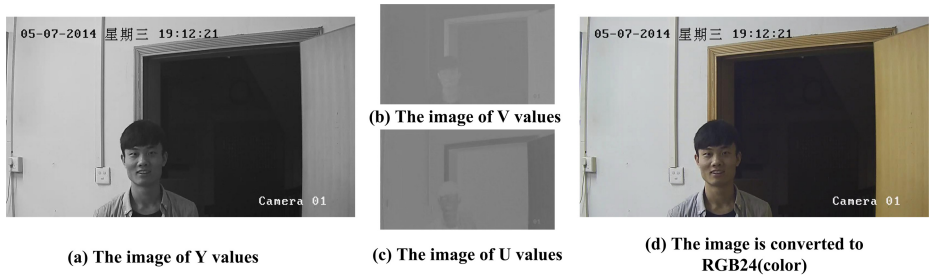 05-07-2014 星期三 19:12:21
Camera 01
(a) The image of Y values
(b) The image of V values
(c) The image of U values
05-07-2014 星期三 19:12:21
Camera 01
(d) The image is converted to
RGB24(color)